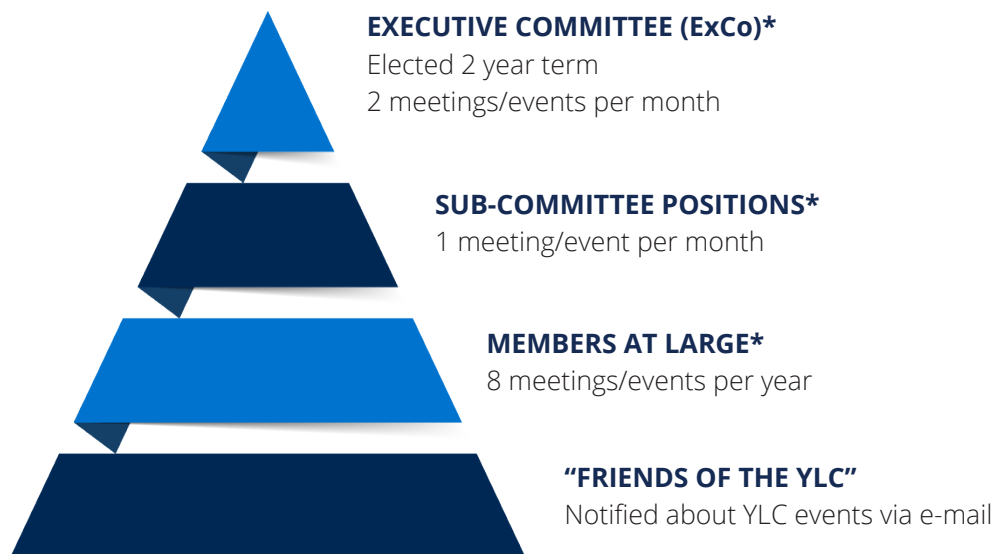 EXECUTIVE COMMITTEE (ExCo)*
Elected 2 year term
2 meetings/events per month
SUB-COMMITTEE POSITIONS*
1 meeting/event per month
MEMBERS AT LARGE*
8 meetings/events per year
“FRIENDS OF THE YLC”
Notified about YLC events via e-mail